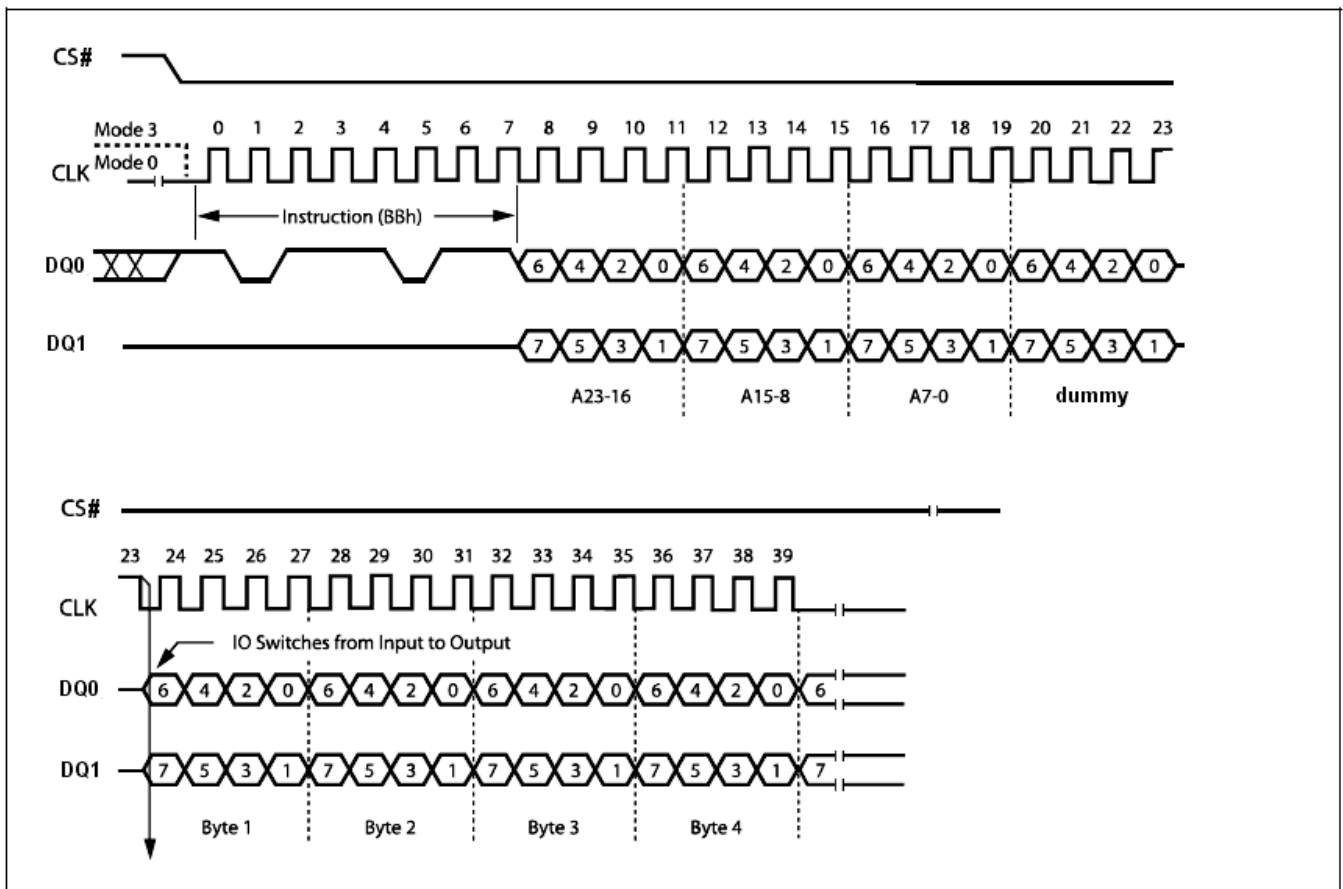 CS#
Mode 3
0 1 2 3 4 5 6 7 8 9 10 11 12 13 14 15 16 17 18 19 20 21 22 23
Mode 0
CLK
Instruction (BBh)
DQ0 6 4 2 0 6 4 2 0 6 4 2 0 6 4 2 0
DQ1 7 5 3 1 7 5 3 1 7 5 3 1 7 5 3 1
A23-16 A15-8 A7-0 dummy
CS#
23 24 25 26 27 28 29 30 31 32 33 34 35 36 37 38 39
CLK
IO Switches from Input to Output
DQ0 6 4 2 0 6 4 2 0 6 4 2 0 6 4 2 0 6
DQ1 7 5 3 1 7 5 3 1 7 5 3 1 7 5 3 1 7
Byte 1 Byte 2 Byte 3 Byte 4